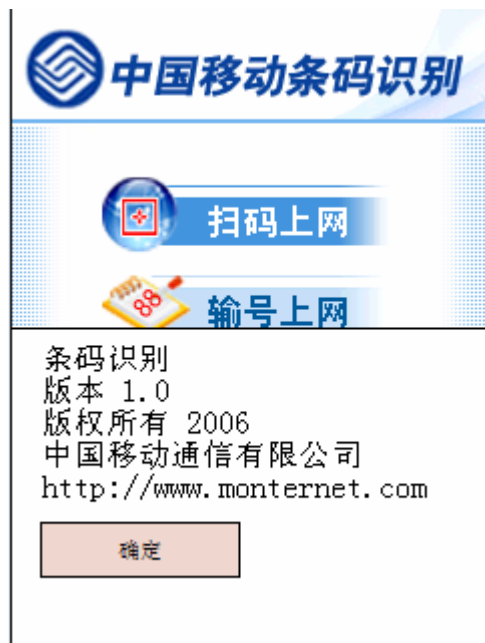 中国移动条码识别
扫码上网
88
输号上网
条码识别
版本 1.0
版权所有 2006
中国移动通信有限公司
http://www.monternet.com
确定